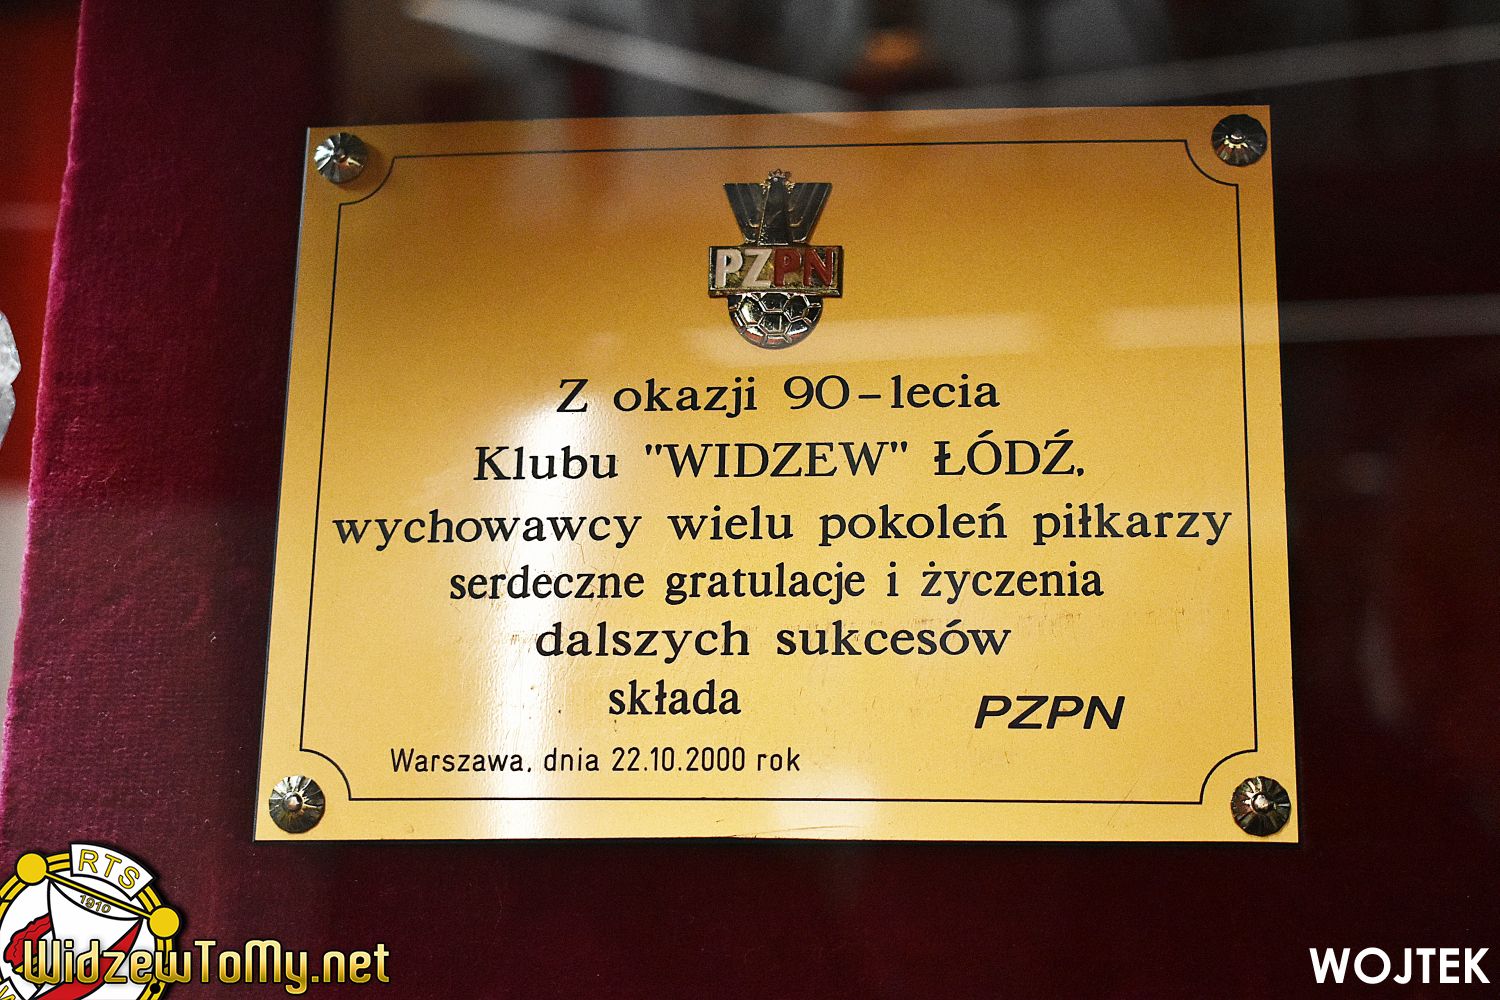 PZPN
Z okazji 90-lecia
Klubu "WIDZEW" ŁÓDŹ,
wychowawcy wielu pokoleń piłkarzy
serdeczne gratulacje i życzenia
dalszych sukcesów
składa
PZPN
Warszawa, dnia 22.10.2000 rok
RTS
1910
WidzewToMy.net
WOJTEK